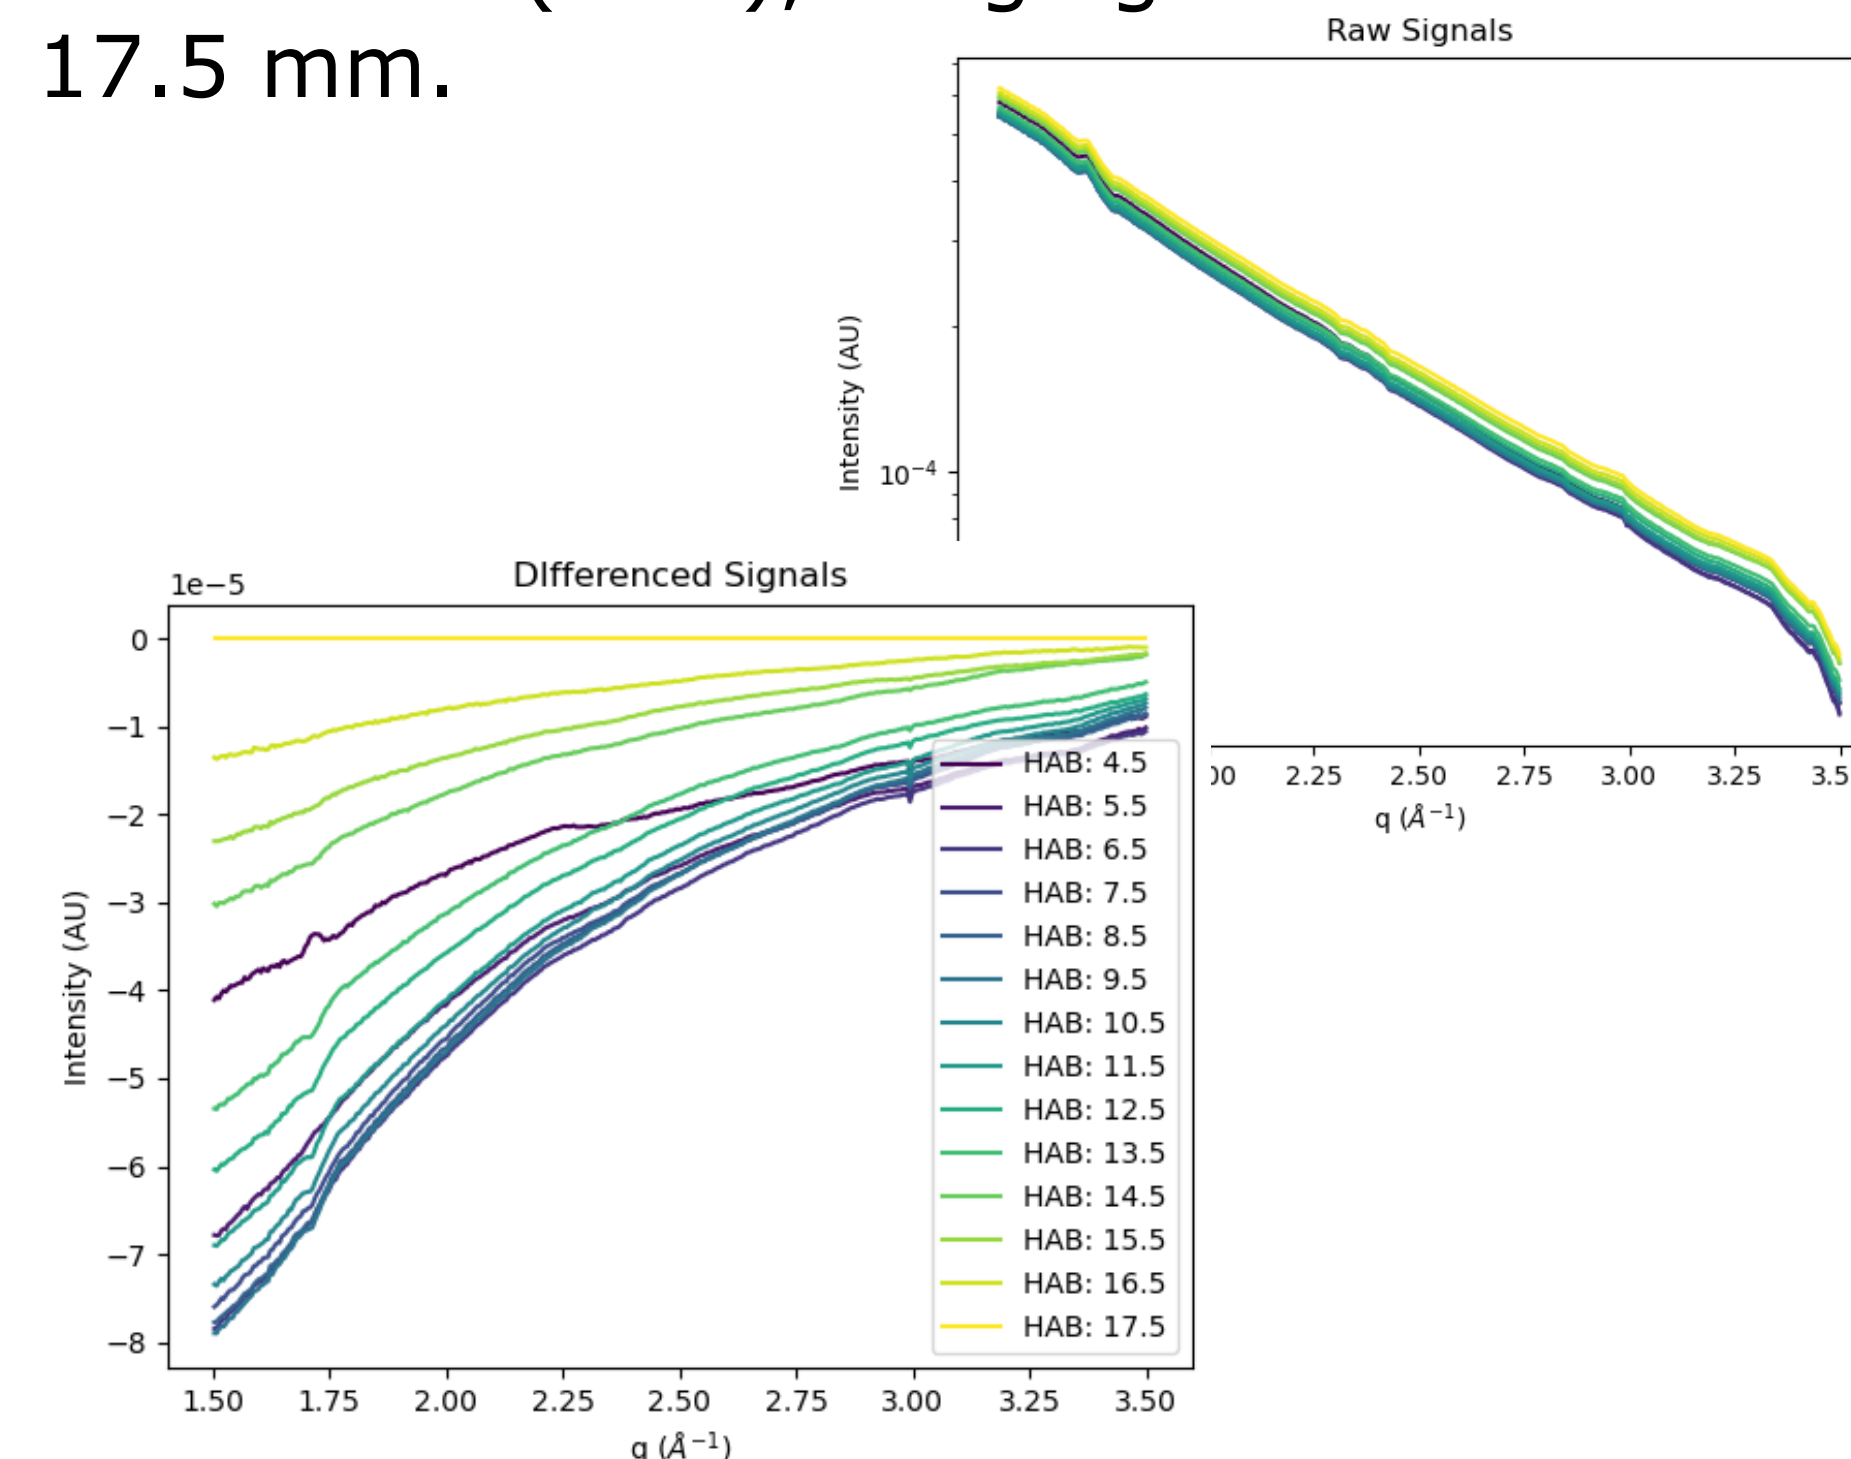 17.5 mm.
Raw Signals
Intensity (AU)
10⁻⁴
2.25 2.50 2.75 3.00 3.25
q (Å⁻¹)
DIfferenced Signals
1e−5
0
−1
−2
−3
−4
−5
−6
−7
−8
Intensity (AU)
1.50 1.75 2.00 2.25 2.50 2.75 3.00 3.25 3.50
q (Å⁻¹)
HAB: 4.5
HAB: 5.5
HAB: 6.5
HAB: 7.5
HAB: 8.5
HAB: 9.5
HAB: 10.5
HAB: 11.5
HAB: 12.5
HAB: 13.5
HAB: 14.5
HAB: 15.5
HAB: 16.5
HAB: 17.5